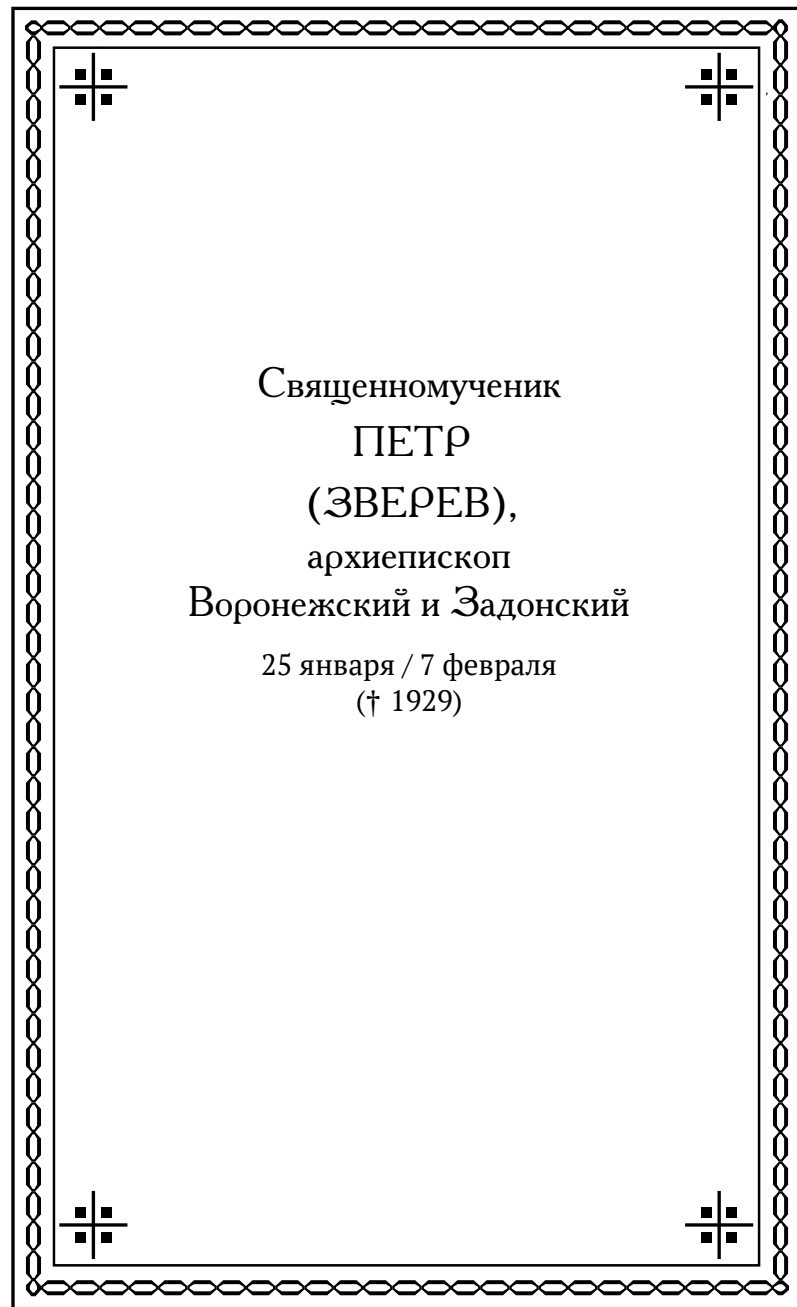 Священномученик
ПЕТР
(ЗВЕРЕВ),
архиепископ
Воронежский и Задонский
25 января / 7 февраля
(† 1929)